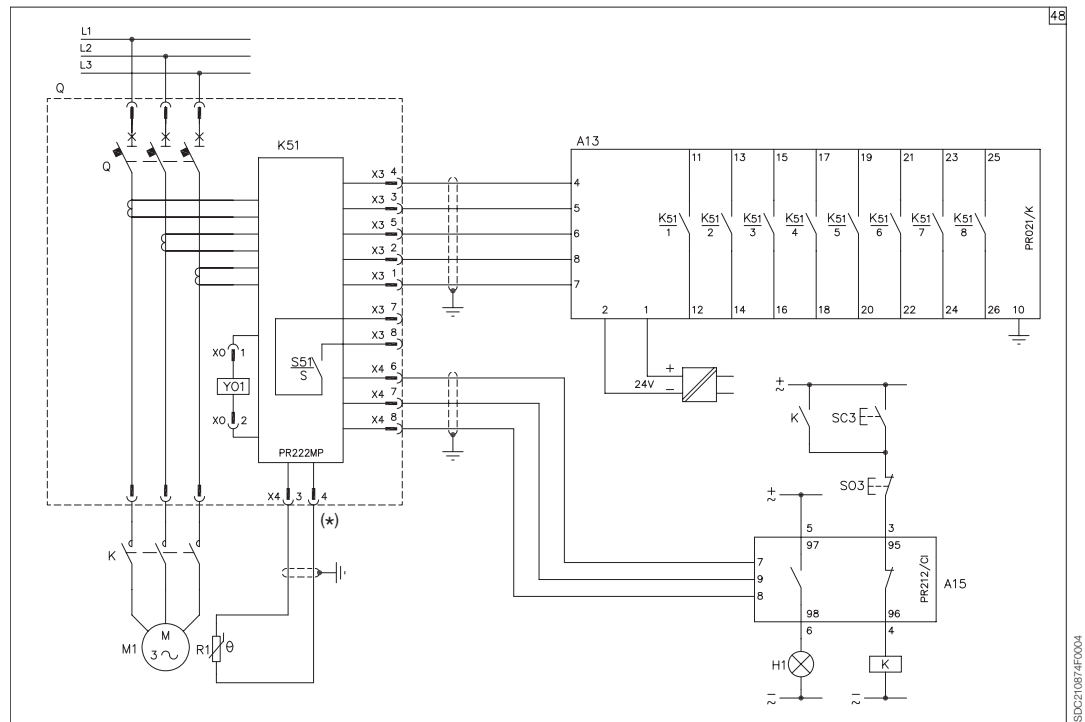 48
L1
L2
L3
Q
Q
K51
X3 4
X3 3
X3 5
X3 2
X3 1
X3 7
X3 8
X4 6
X4 7
X4 8
S51
S
X0 1
YO1
X0 2
PR222MP
X4 3 4
(*)
K
M
3
M1
R1 θ
A13
4
5
6
8
7
11 13 15 17 19 21 23 25
K51 K51 K51 K51 K51 K51 K51 K51
1 2 3 4 5 6 7 8
PR021/K
2 1 12 14 16 18 20 22 24 26 10
+
24V −
+
~
K SC3
SO3
+
~
5 3
97 95
7
9
8
PR212/CI
A15
98 96
6 4
H1 K
−
~
−
~
SDC210874F0004